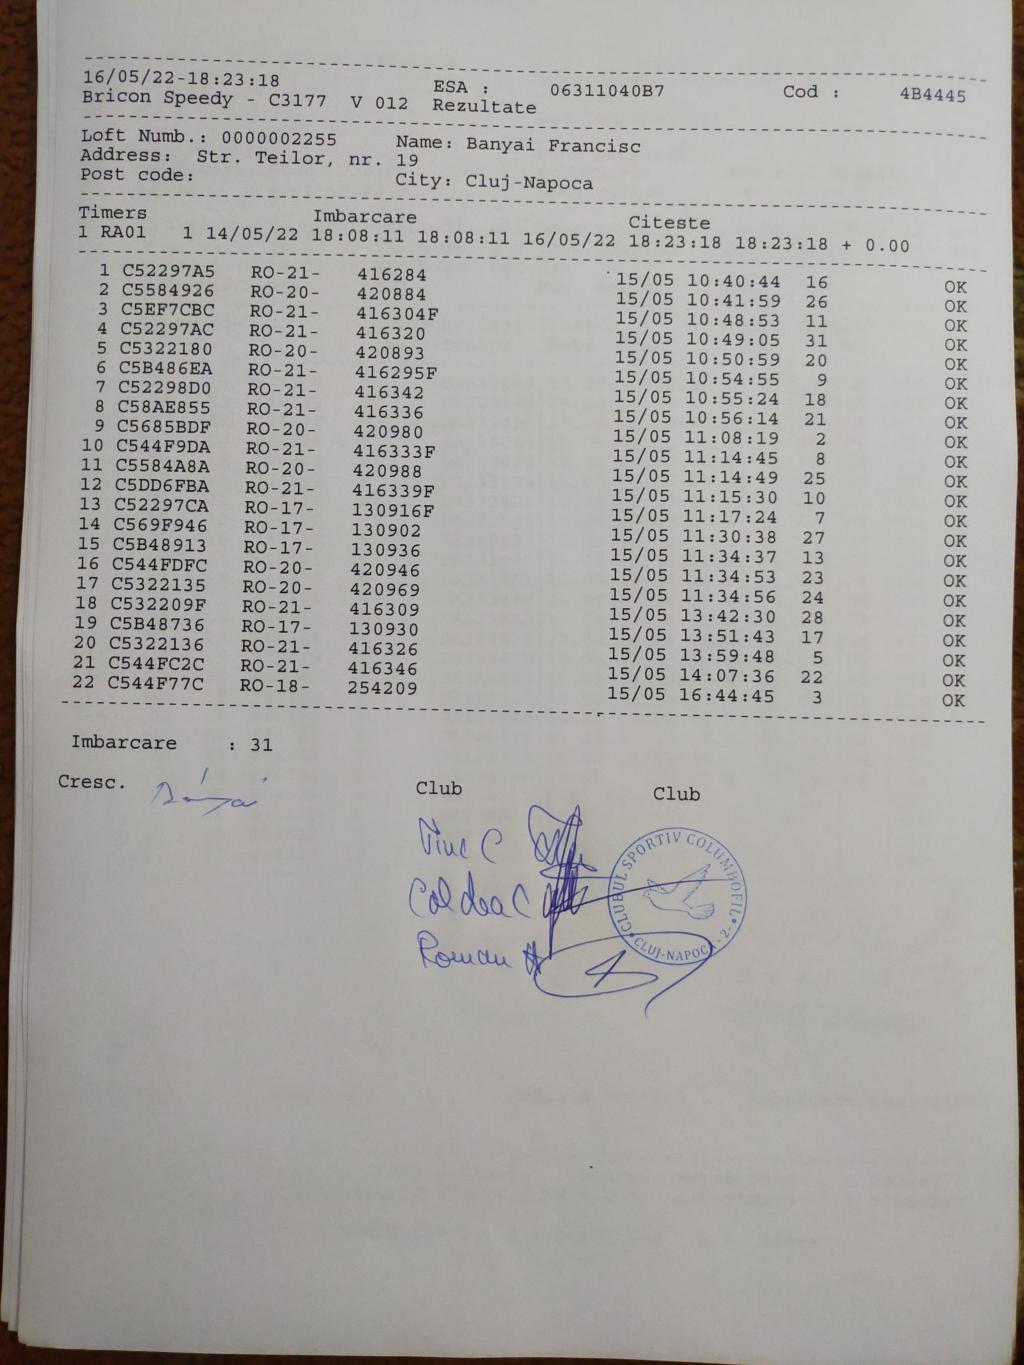 16/05/22-18:23:18 ESA : 06311040B7 Cod : 4B4445
Bricon Speedy - C3177 V 012 Rezultate
Loft Numb.: 0000002255 Name: Banyai Francisc
Address: Str. Teilor, nr. 19
Post code: City: Cluj-Napoca
Timers Imbarcare Citeste
1 RA01 1 14/05/22 18:08:11 18:08:11 16/05/22 18:23:18 18:23:18 + 0.00
1 C52297A5 RO-21- 416284 15/05 10:40:44 16 OK
2 C5584926 RO-20- 420884 15/05 10:41:59 26 OK
3 C5EF7CBC RO-21- 416304F 15/05 10:48:53 11 OK
4 C52297AC RO-21- 416320 15/05 10:49:05 31 OK
5 C5322180 RO-20- 420893 15/05 10:50:59 20 OK
6 C5B486EA RO-21- 416295F 15/05 10:54:55 9 OK
7 C52298D0 RO-21- 416342 15/05 10:55:24 18 OK
8 C58AE855 RO-21- 416336 15/05 10:56:14 21 OK
9 C5685BDF RO-20- 420980 15/05 11:08:19 2 OK
10 C544F9DA RO-21- 416333F 15/05 11:14:45 8 OK
11 C5584A8A RO-20- 420988 15/05 11:14:49 25 OK
12 C5DD6FBA RO-21- 416339F 15/05 11:15:30 10 OK
13 C52297CA RO-17- 130916F 15/05 11:17:24 7 OK
14 C569F946 RO-17- 130902 15/05 11:30:38 27 OK
15 C5B48913 RO-17- 130936 15/05 11:34:37 13 OK
16 C544FDFC RO-20- 420946 15/05 11:34:53 23 OK
17 C5322135 RO-20- 420969 15/05 11:34:56 24 OK
18 C532209F RO-21- 416309 15/05 13:42:30 28 OK
19 C5B48736 RO-17- 130930 15/05 13:51:43 17 OK
20 C5322136 RO-21- 416326 15/05 13:59:48 5 OK
21 C544FC2C RO-21- 416346 15/05 14:07:36 22 OK
22 C544F77C RO-18- 254209 15/05 16:44:45 3 OK
Imbarcare : 31
Cresc. Club Club
Coldea C
Roman A
CLUBUL SPORTIV COLUMBOFIL
CLUJ-NAPOCA -2-